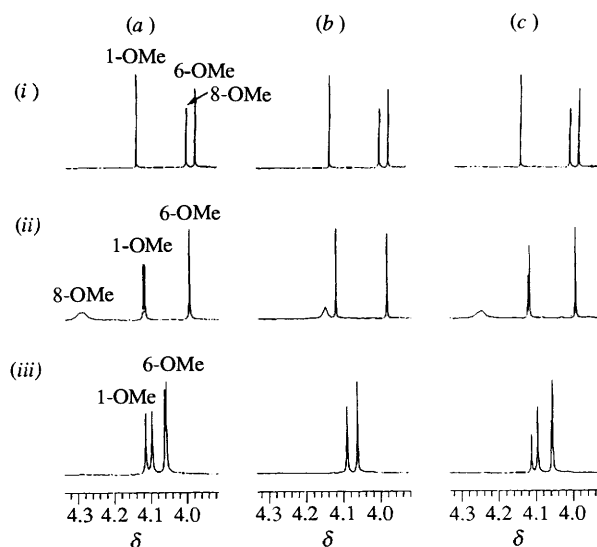 (a) (b) (c)
1-OMe
6-OMe
(i)
8-OMe
(ii)
6-OMe
1-OMe
8-OMe
(iii)
6-OMe
1-OMe
4.3 4.1 4.0
4.3 4.2 4.1 4.0
4.3 4.2 4.1 4.0
δ δ δ